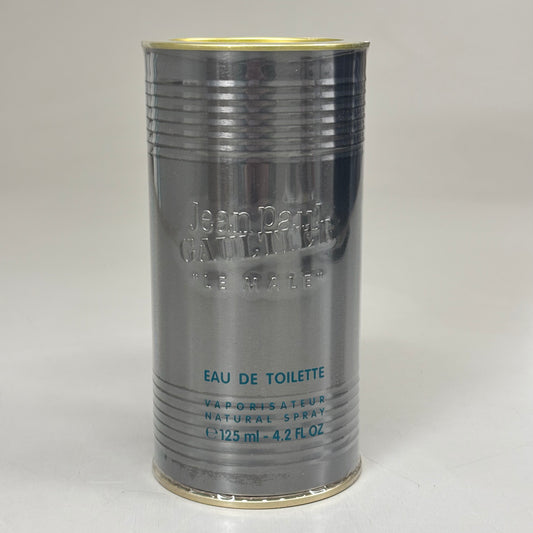 Jean Paul
GAULTIER
"LE MALE"
EAU DE TOILETTE
VAPORISATEUR
NATURAL SPRAY
℮125 ml - 4,2 FL OZ